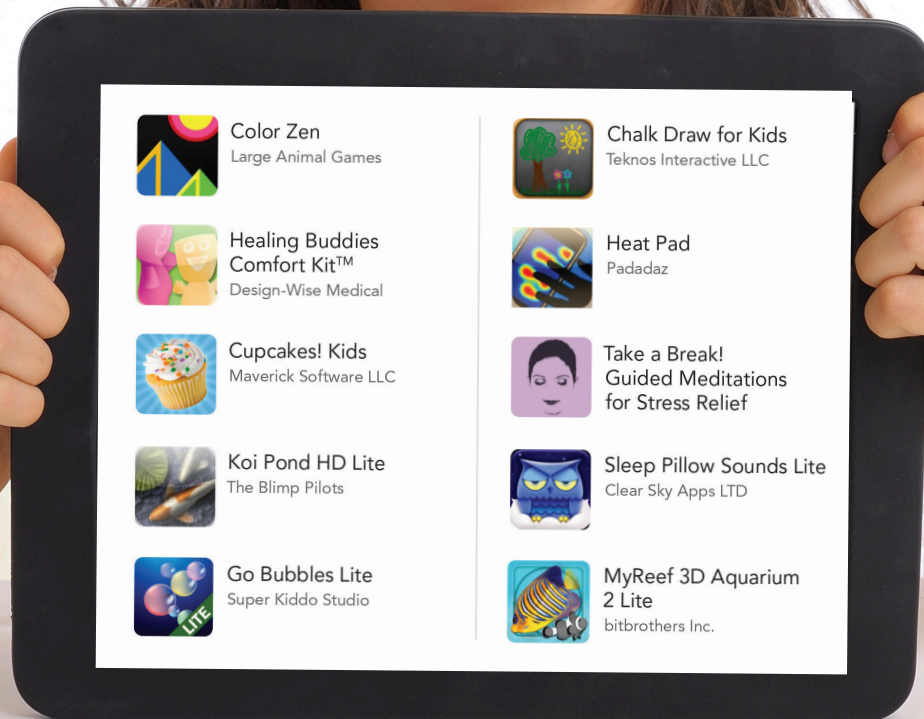 Color Zen
Large Animal Games
Healing Buddies
Comfort Kit™
Design-Wise Medical
Cupcakes! Kids
Maverick Software LLC
Koi Pond HD Lite
The Blimp Pilots
Go Bubbles Lite
Super Kiddo Studio
LITE
Chalk Draw for Kids
Teknos Interactive LLC
Heat Pad
Padadaz
Take a Break!
Guided Meditations
for Stress Relief
Sleep Pillow Sounds Lite
Clear Sky Apps LTD
MyReef 3D Aquarium
2 Lite
bitbrothers Inc.